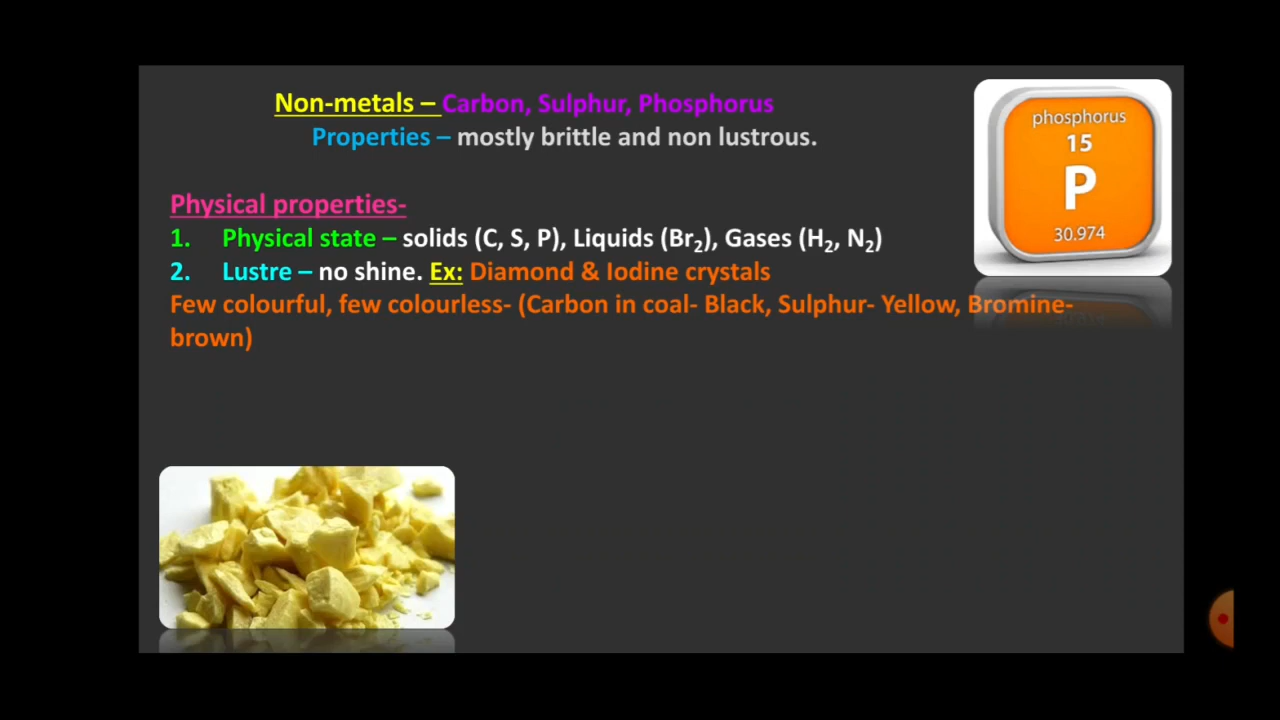 Non-metals – Carbon, Sulphur, Phosphorus
Properties – mostly brittle and non lustrous.
phosphorus
15
P
30.974
Physical properties-
1. Physical state – solids (C, S, P), Liquids (Br₂), Gases (H₂, N₂)
2. Lustre – no shine. Ex: Diamond & Iodine crystals
Few colourful, few colourless- (Carbon in coal- Black, Sulphur- Yellow, Bromine-
brown)